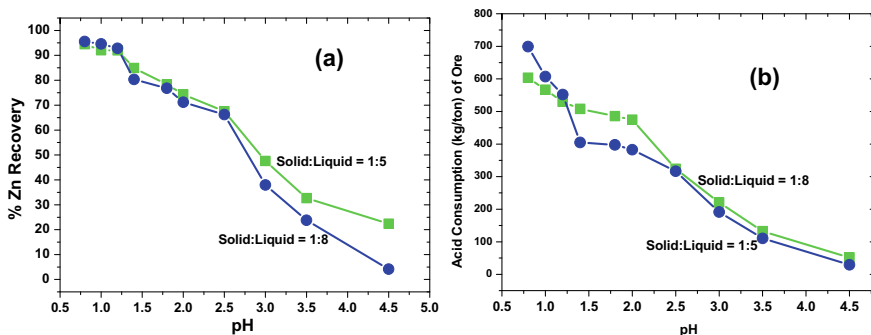 (a)
% Zn Recovery
100
90
80
70
60
50
40
30
20
10
0
Solid:Liquid = 1:5
Solid:Liquid = 1:8
0.5 1.0 1.5 2.0 2.5 3.0 3.5 4.0 4.5 5.0
pH
(b)
Acid Consumption (kg/ton) of Ore
800
700
600
500
400
300
200
100
0
Solid:Liquid = 1:8
Solid:Liquid = 1:5
0.5 1.0 1.5 2.0 2.5 3.0 3.5 4.0 4.5
pH